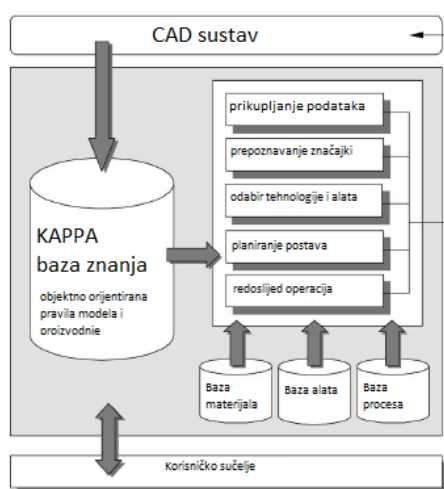 CAD sustav
prikupljanje podataka
prepoznavanje značajki
odabir tehnologije i alata
planiranje postava
redoslijed operacija
KAPPA
baza znanja
objektno orijentirana
pravila modela i
proizvodnie
Baza
materijala
Baza alata
Baza
procesa
Korisničko sučelje